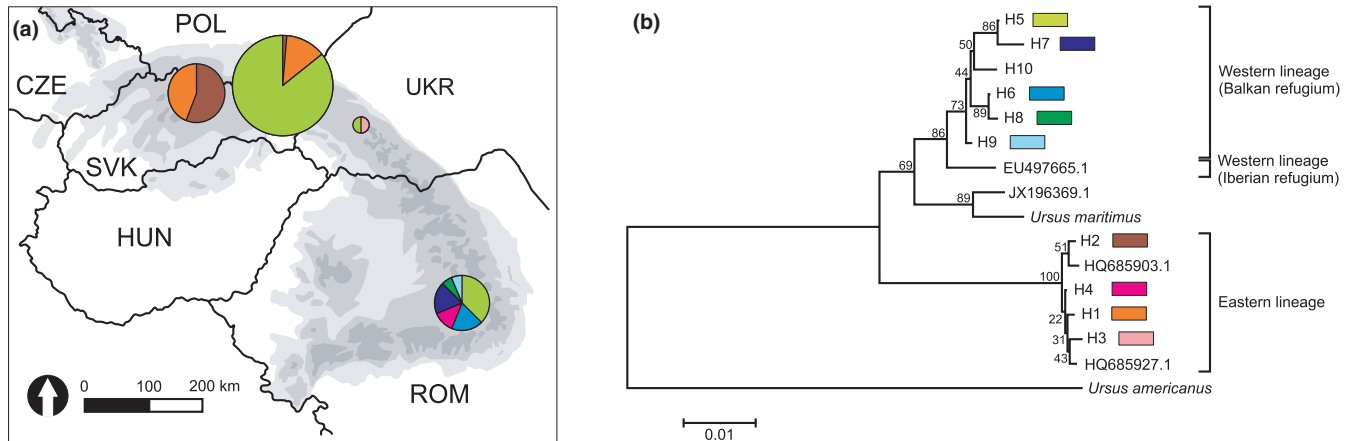 (a)
POL
CZE
UKR
SVK
HUN
ROM
0 100 200 km
(b)
86
H5
H7
50
H10
44
H6
89
H8
73
H9
86
EU497665.1
69
JX196369.1
89
Ursus maritimus
51
H2
HQ685903.1
100
H4
22
H1
31
H3
43
HQ685927.1
Ursus americanus
0.01
Western lineage
(Balkan refugium)
Western lineage
(Iberian refugium)
Eastern lineage